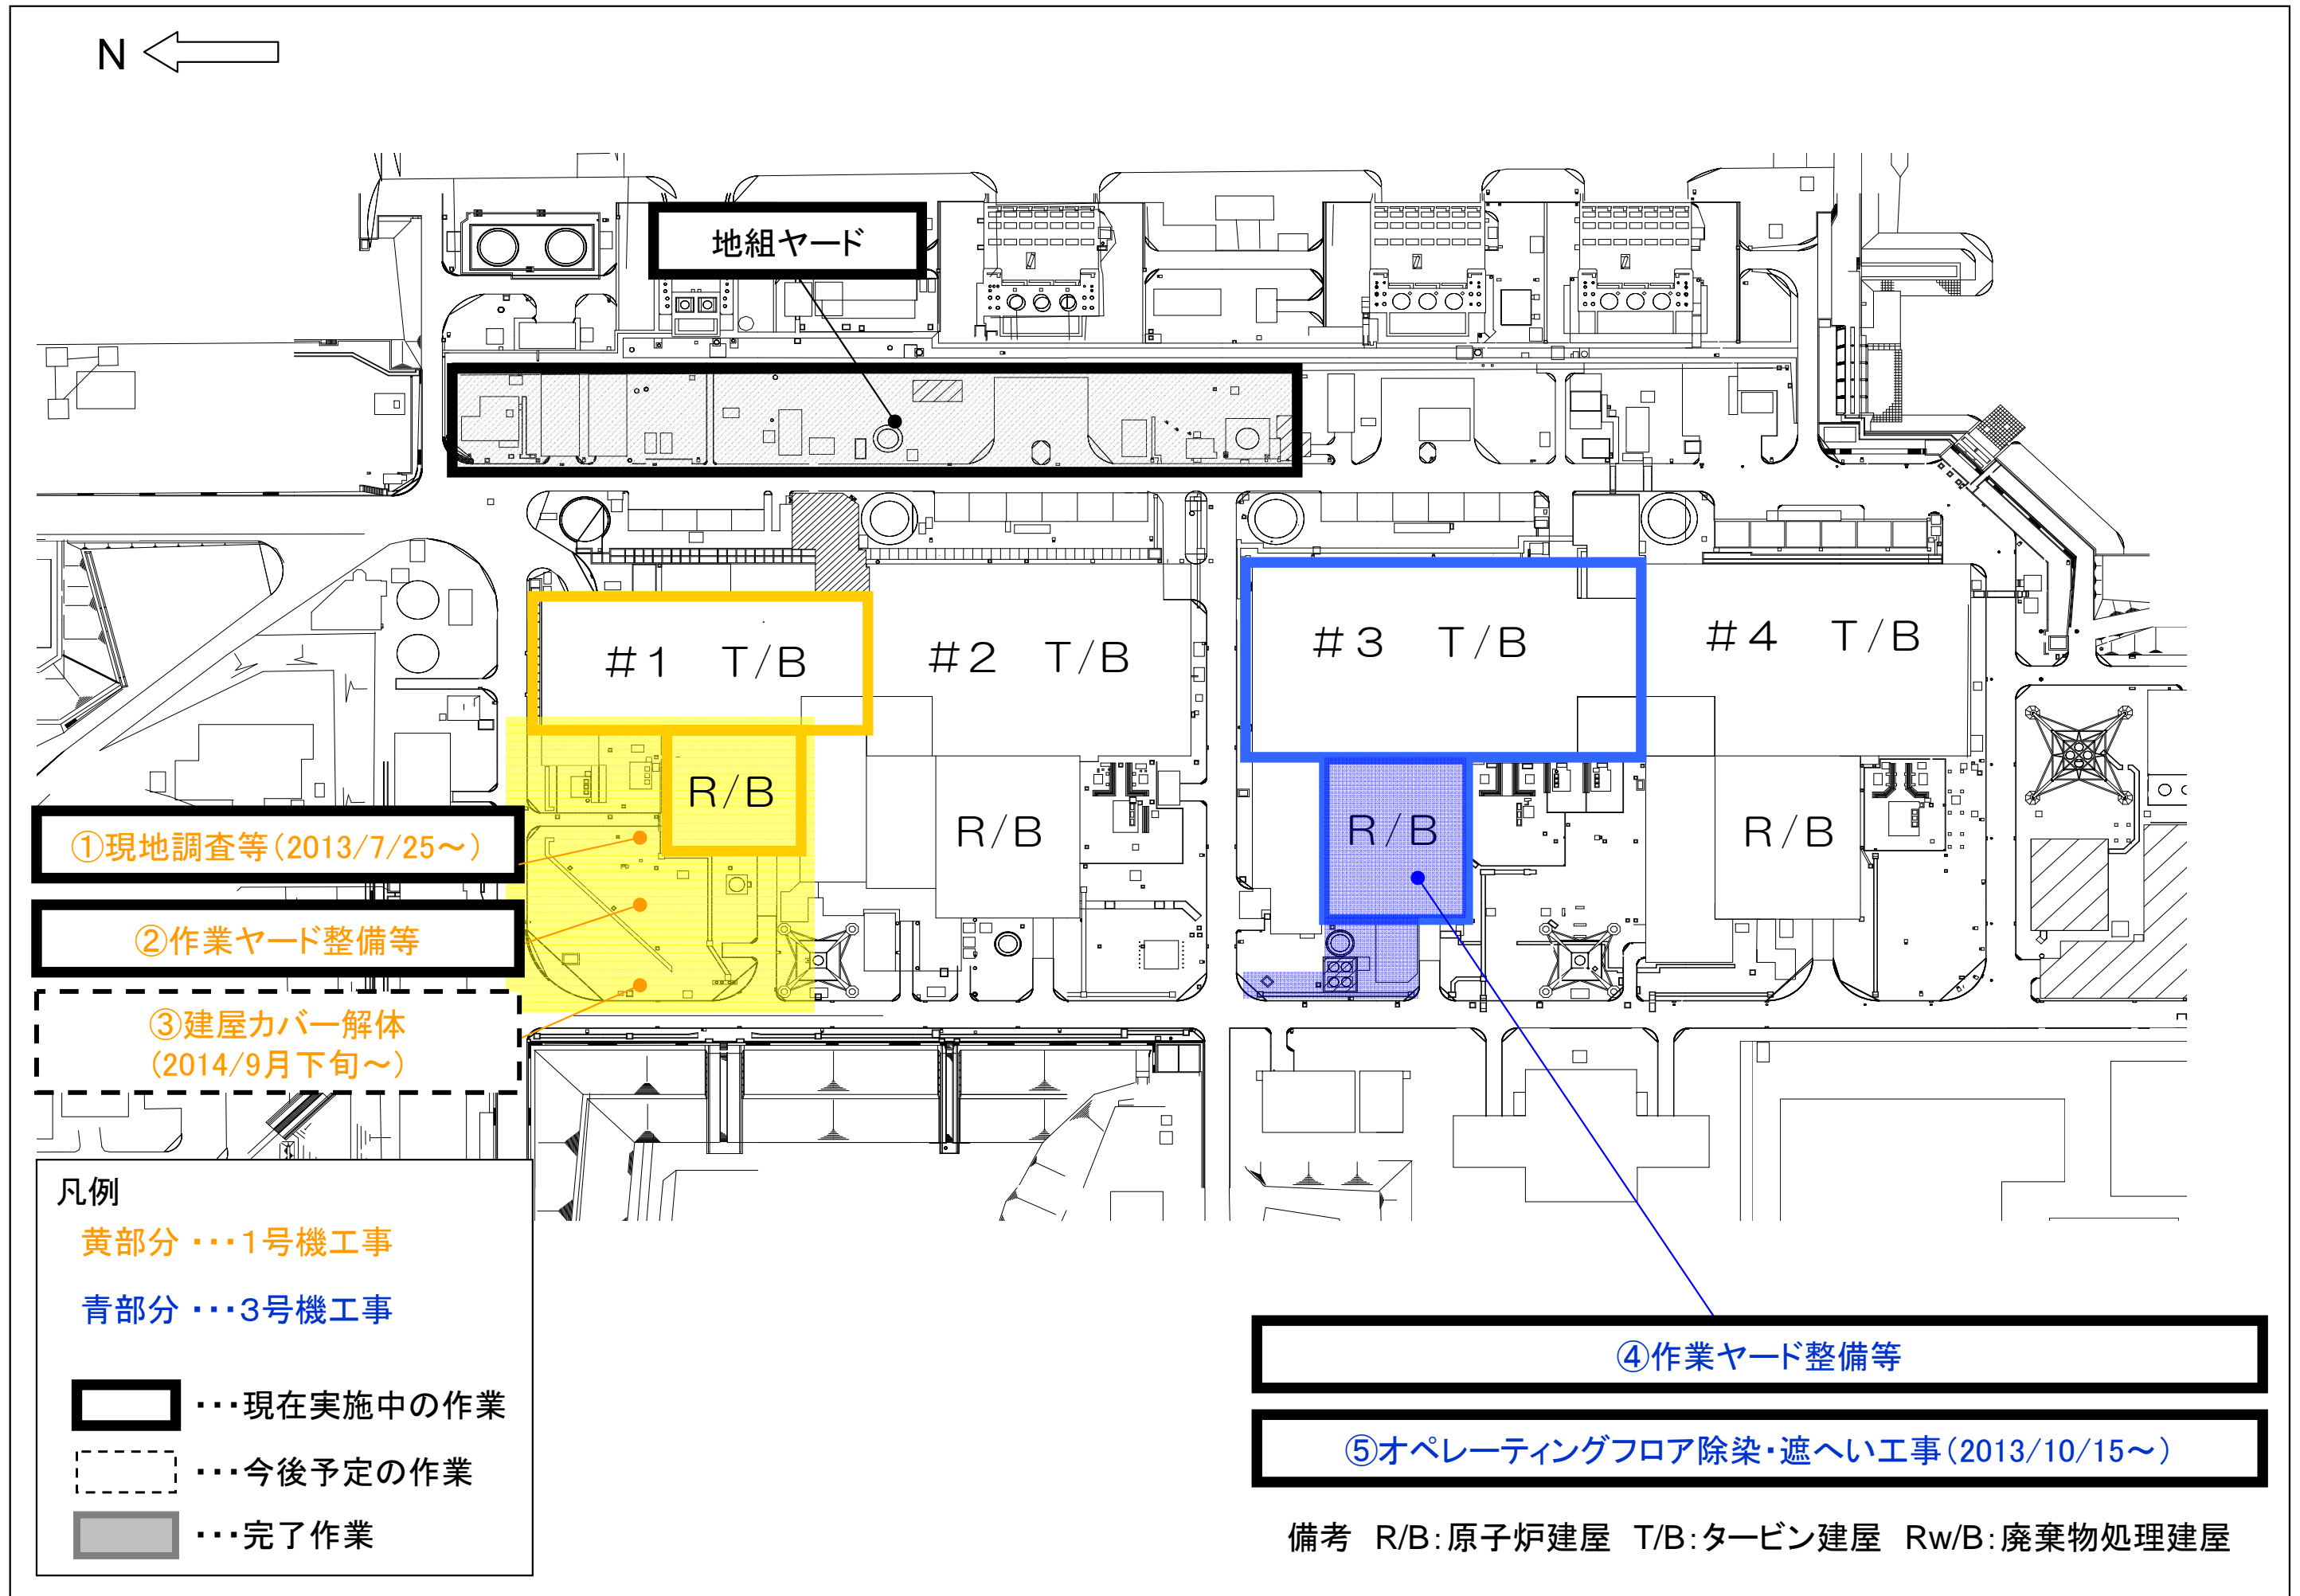 N
地組ヤード
#1 T/B
#2 T/B
#3 T/B
#4 T/B
R/B
R/B
R/B
R/B
①現地調査等(2013/7/25～)
②作業ヤード整備等
③建屋カバー解体
(2014/9月下旬～)
凡例
黄部分 ･･･1号機工事
青部分 ･･･3号機工事
･･･現在実施中の作業
･･･今後予定の作業
･･･完了作業
④作業ヤード整備等
⑤オペレーティングフロア除染･遮へい工事(2013/10/15～)
備考 R/B:原子炉建屋 T/B:タービン建屋 Rw/B:廃棄物処理建屋